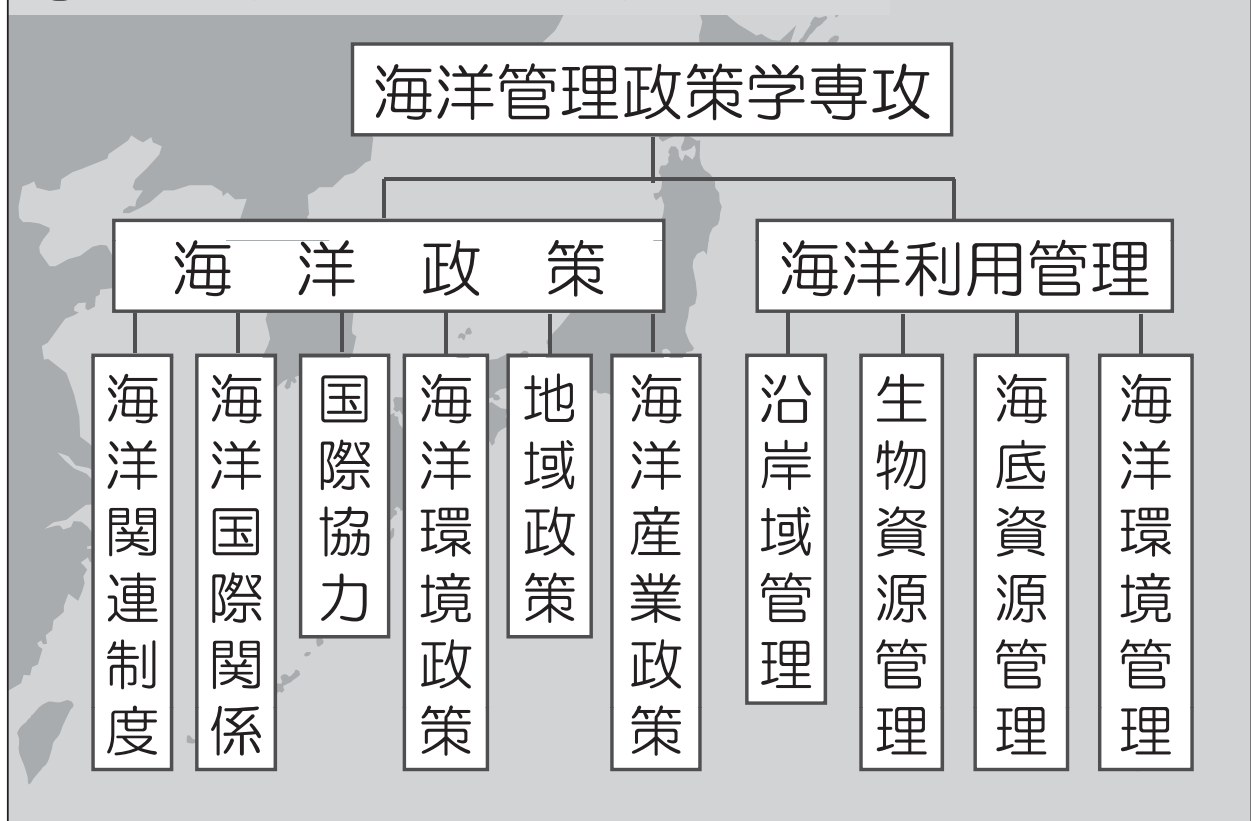 海洋管理政策学専攻
海洋政策
海洋利用管理
海洋関連制度
海洋国際関係
国際協力
海洋環境政策
地域政策
海洋産業政策
沿岸域管理
生物資源管理
海底資源管理
海洋環境管理